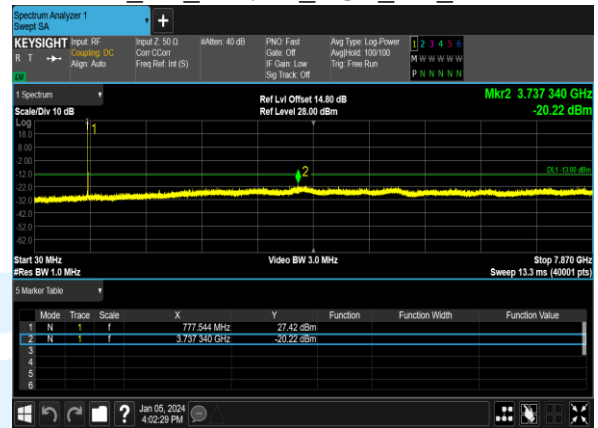 Spectrum Analyzer 1
Swept SA
+
KEYSIGHT
R T
LV
Input: RF
Coupling: DC
Align: Auto
Input Z: 50 Ω
Corr CCorr
Freq Ref: Int (S)
#Atten: 40 dB
PNO: Fast
Gate: Off
IF Gain: Low
Sig Track: Off
Avg Type: Log-Power
Avg|Hold: 100/100
Trig: Free Run
1 2 3 4 5 6
M W W W W W
P N N N N N
1 Spectrum
Scale/Div 10 dB
Log
Ref Lvl Offset 14.80 dB
Ref Level 28.00 dBm
Mkr2 3.737 340 GHz
-20.22 dBm
18.0
8.00
-2.00
-12.0
-22.0
-32.0
-42.0
-52.0
-62.0
1
2
DL1 -13.00 dBm
Start 30 MHz
#Res BW 1.0 MHz
Video BW 3.0 MHz
Stop 7.870 GHz
Sweep 13.3 ms (40001 pts)
5 Marker Table
Mode Trace Scale X Y Function Function Width Function Value
1 N 1 f 777.544 MHz 27.42 dBm
2 N 1 f 3.737 340 GHz -20.22 dBm
3
4
5
6
?
Jan 05, 2024
4:02:29 PM